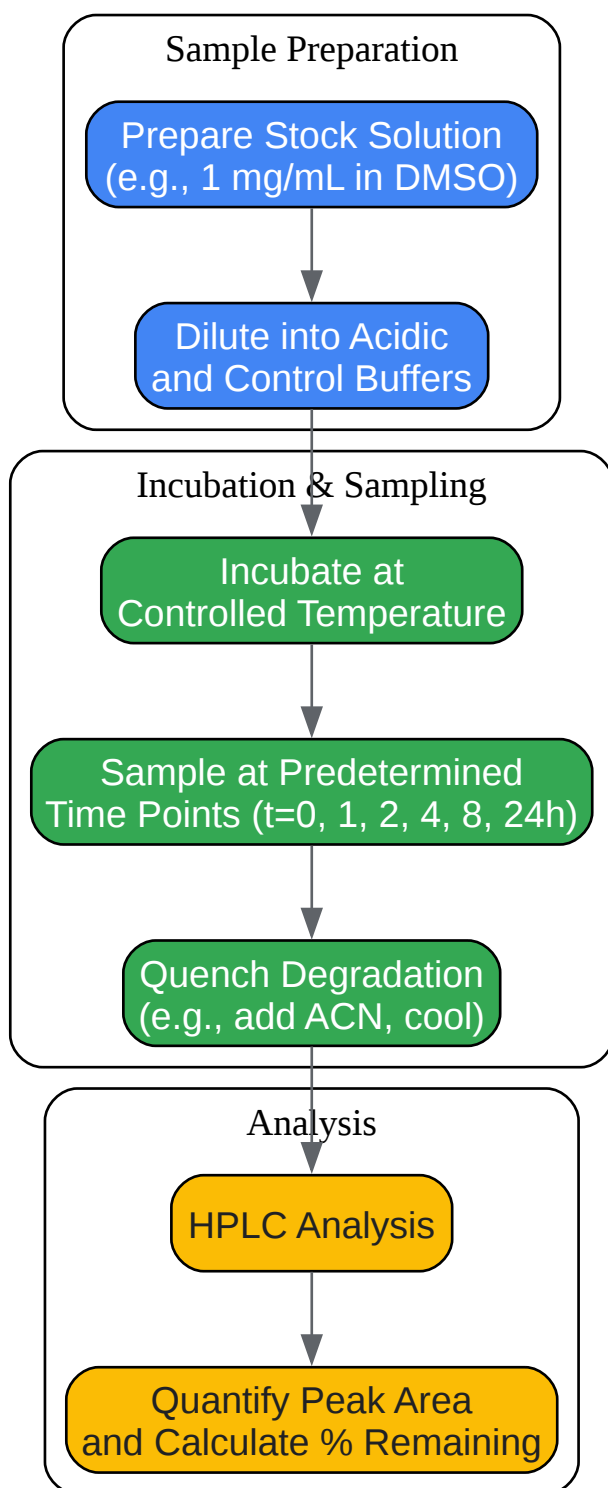 Sample Preparation
Prepare Stock Solution
(e.g., 1 mg/mL in DMSO)
Dilute into Acidic
and Control Buffers
Incubation & Sampling
Incubate at
Controlled Temperature
Sample at Predetermined
Time Points (t=0, 1, 2, 4, 8, 24h)
Quench Degradation
(e.g., add ACN, cool)
Analysis
HPLC Analysis
Quantify Peak Area
and Calculate % Remaining